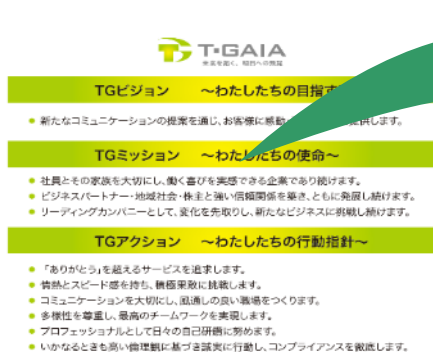 T-GAIA
TGビジョン ~わたしたちの目指す
新たなコミュニケーションの提案を通じ、お客様に感動 供します。
TGミッション ~わたしたちの使命~
社員とその家族を大切にし、働く喜びを実感できる企業であり続けます。
ビジネスパートナー・地域社会・株主と強い信頼関係を築き、ともに発展し続けます。
リーディングカンパニーとして、変化を先取りし、新たなビジネスに挑戦し続けます。
TGアクション ~わたしたちの行動指針~
「ありがとう」を超えるサービスを追求します。
情熱とスピード感を持ち、積極果敢に挑戦します。
コミュニケーションを大切にし、風通しの良い職場をつくります。
多様性を尊重し、最高のチームワークを実現します。
プロフェッショナルとして日々の自己研鑽に努めます。
いかなるときも高い倫理観に基づき誠実に行動し、コンプライアンスを徹底します。